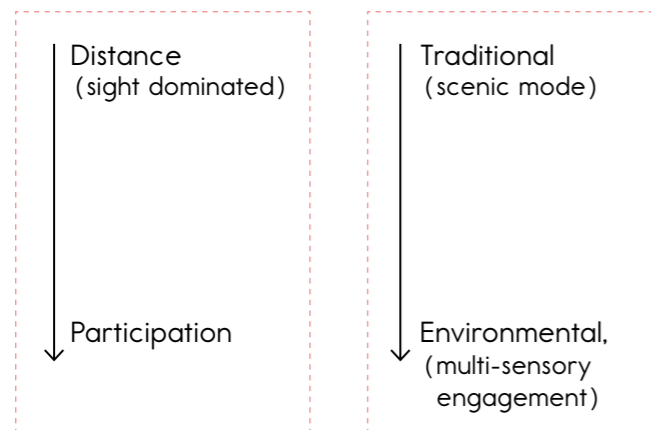 Distance
(sight dominated)
Participation
Traditional
(scenic mode)
Environmental,
(multi-sensory
engagement)